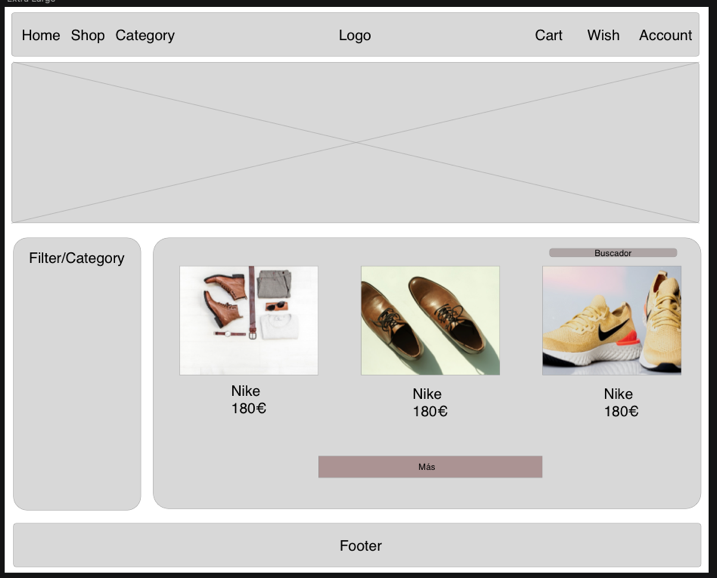 Home Shop Category Logo Cart Wish Account
Filter/Category
Buscador
Nike
180€
Nike
180€
Nike
180€
Más
Footer